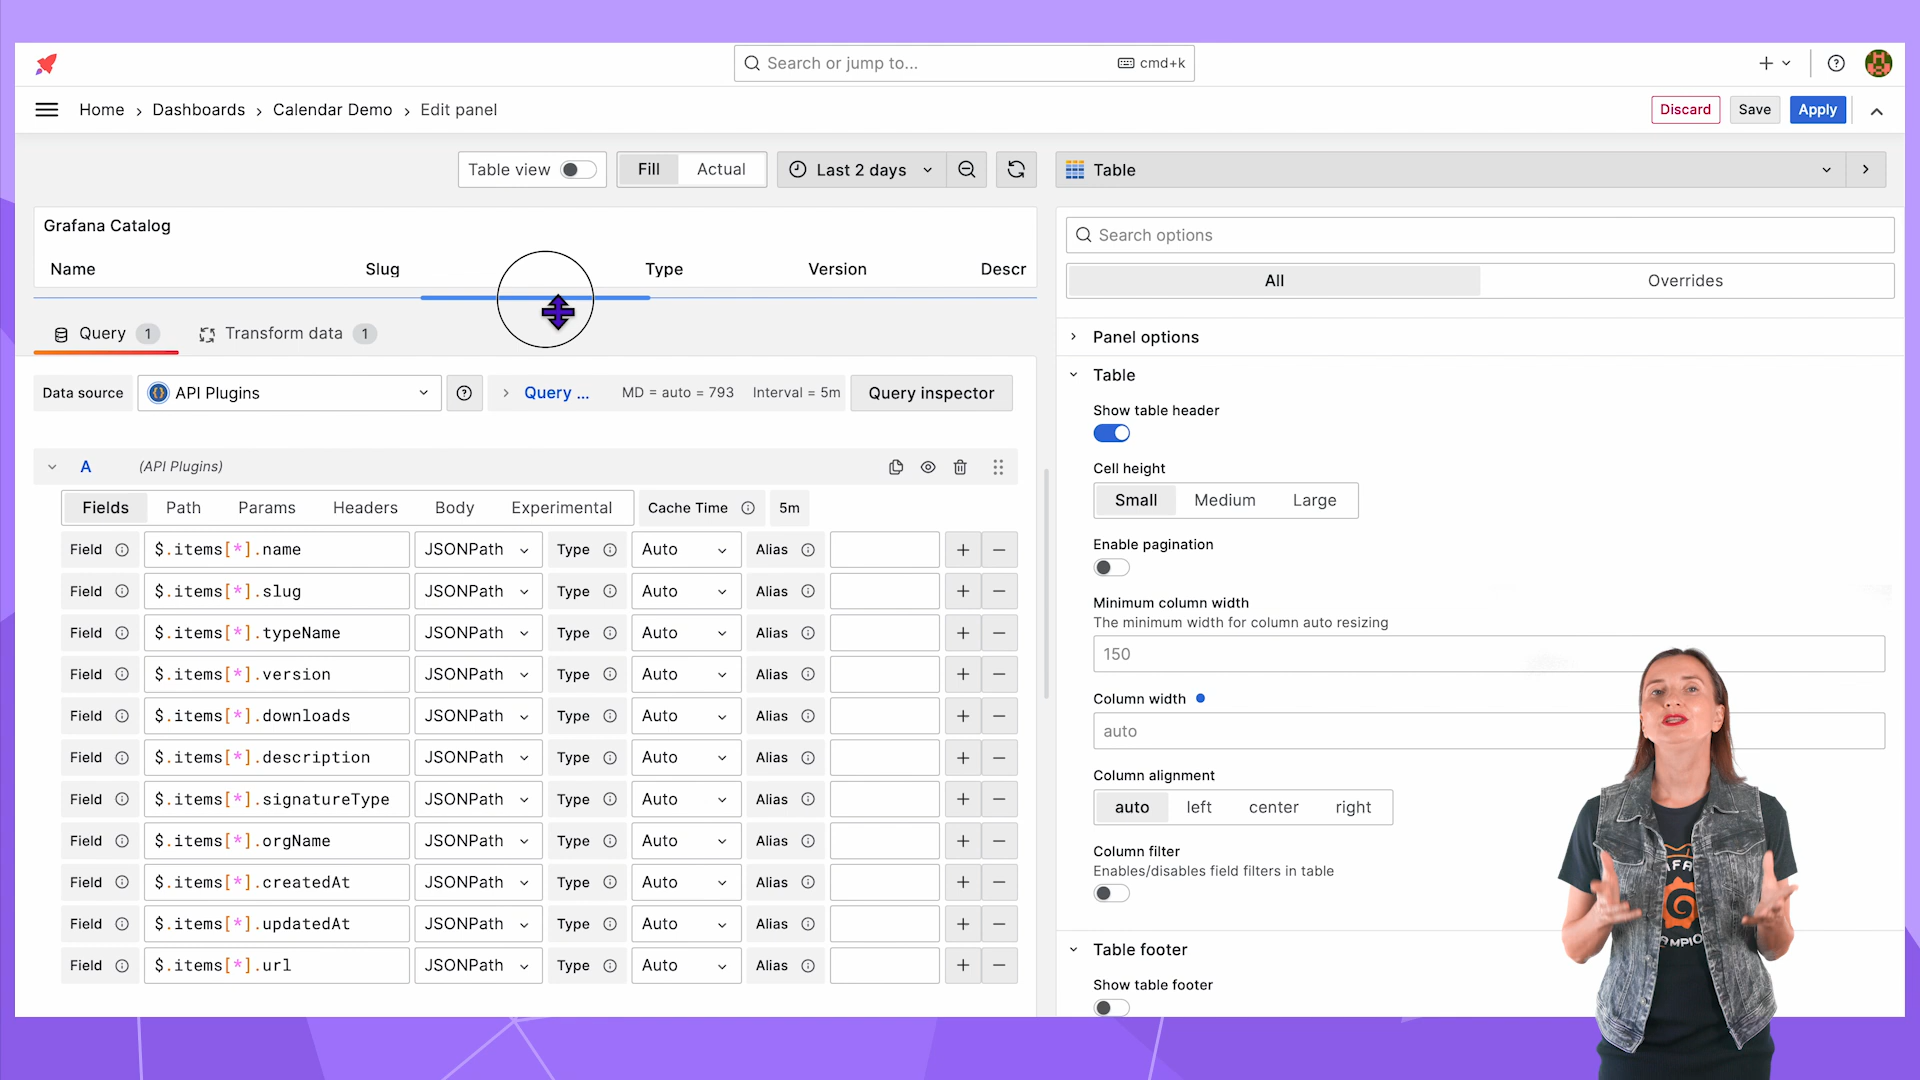 Search or jump to... cmd+k
Home › Dashboards › Calendar Demo › Edit panel Discard Save Apply
Table view Fill Actual Last 2 days Table
Grafana Catalog
Name Slug Type Version Descr
Search options
All Overrides
Query 1 Transform data 1
Panel options
Table
Data source API Plugins Query ... MD = auto = 793 Interval = 5m Query inspector
Show table header
A (API Plugins)
Cell height
Small Medium Large
Fields Path Params Headers Body Experimental Cache Time 5m
Field $.items[*].name JSONPath Type Auto Alias + −
Enable pagination
Field $.items[*].slug JSONPath Type Auto Alias + −
Minimum column width
The minimum width for column auto resizing
150
Field $.items[*].typeName JSONPath Type Auto Alias + −
Field $.items[*].version JSONPath Type Auto Alias + −
Column width
auto
Field $.items[*].downloads JSONPath Type Auto Alias + −
Field $.items[*].description JSONPath Type Auto Alias + −
Column alignment
auto left center right
Field $.items[*].signatureType JSONPath Type Auto Alias + −
Field $.items[*].orgName JSONPath Type Auto Alias + −
Column filter
Enables/disables field filters in table
Field $.items[*].createdAt JSONPath Type Auto Alias + −
Field $.items[*].updatedAt JSONPath Type Auto Alias + −
Table footer
Field $.items[*].url JSONPath Type Auto Alias + −
Show table footer